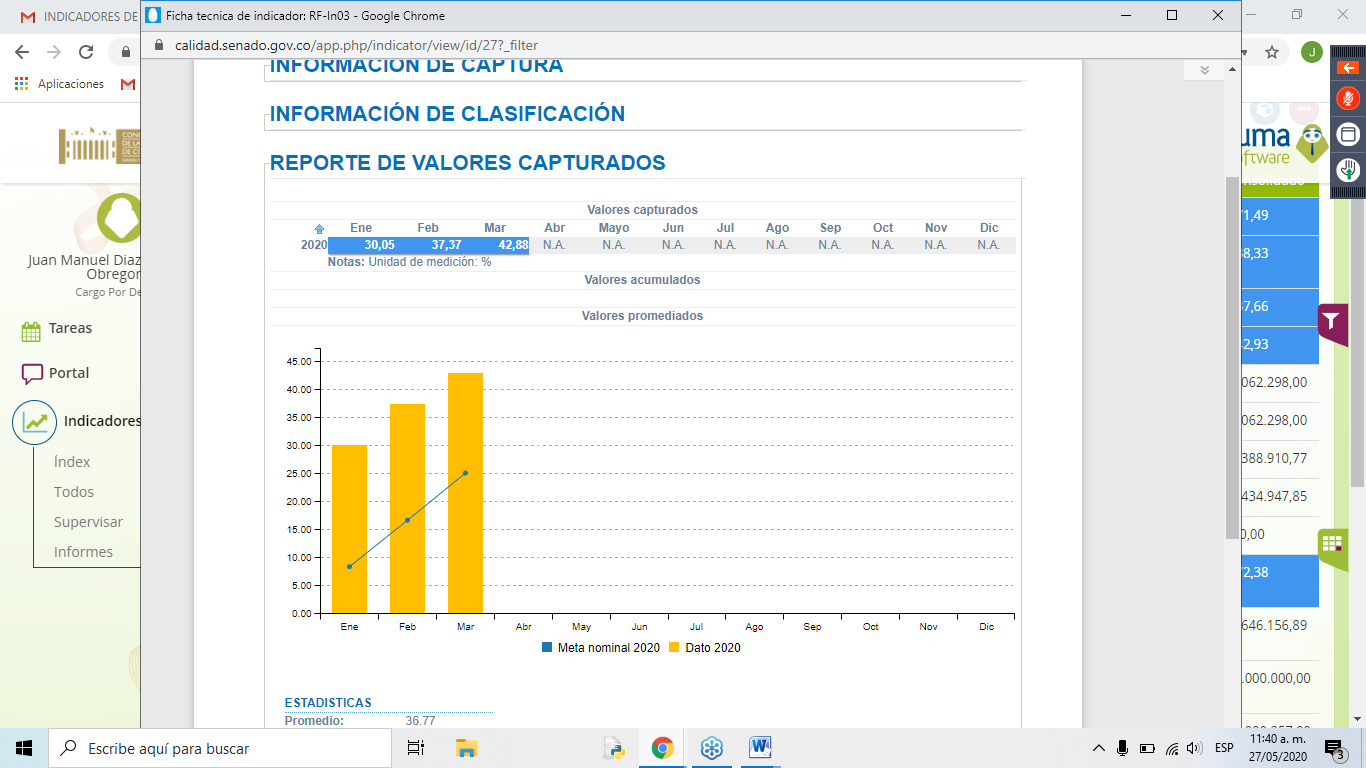 INDICADORES DE
Ficha tecnica de indicador: RF-In03 - Google Chrome
calidad.senado.gov.co/app.php/indicator/view/id/27?_filter
J
Aplicaciones
INFORMACIÓN DE CAPTURA
INFORMACIÓN DE CLASIFICACIÓN
REPORTE DE VALORES CAPTURADOS
Valores capturados
Ene Feb Mar Abr Mayo Jun Jul Ago Sep Oct Nov Dic
2020 30,05 37,37 42,88 N.A. N.A. N.A. N.A. N.A. N.A. N.A. N.A. N.A.
Notas: Unidad de medición: %
Valores acumulados
Valores promediados
45.00
40.00
35.00
30.00
25.00
20.00
15.00
10.00
5.00
0.00
Ene Feb Mar Abr May Jun Jul Ago Sep Oct Nov Dic
Meta nominal 2020 Dato 2020
ESTADISTICAS
Promedio: 36.77
Juan Manuel Diaz
Obregon
Cargo Por De
Tareas
Portal
Indicadores
Índex
Todos
Supervisar
Informes
uma
oftware
nsolidado
71,49
8,33
7,66
2,93
062.298,00
062.298,00
388.910,77
434.947,85
0,00
72,38
646.156,89
.000.000,00
Escribe aquí para buscar
W
ESP
11:40 a. m.
27/05/2020
3